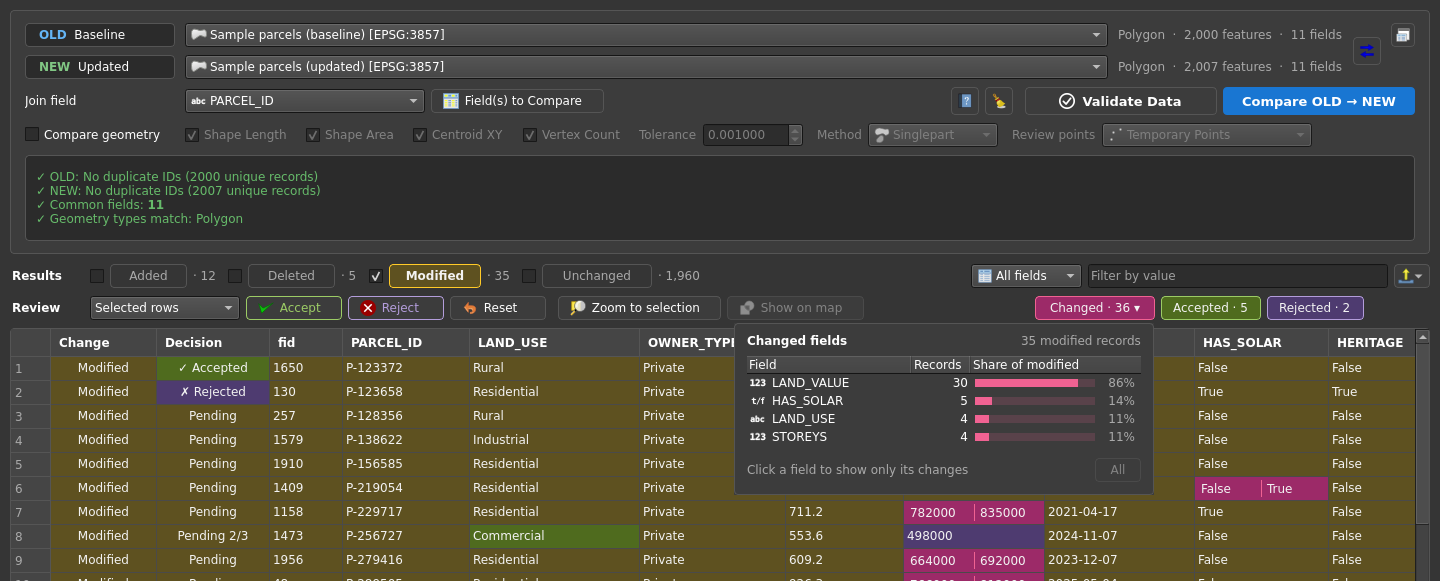 OLD Baseline Sample parcels (baseline) [EPSG:3857] Polygon · 2,000 features · 11 fields
NEW Updated Sample parcels (updated) [EPSG:3857] Polygon · 2,007 features · 11 fields
Join field abc PARCEL_ID Field(s) to Compare ? Validate Data Compare OLD → NEW
Compare geometry Shape Length Shape Area Centroid XY Vertex Count Tolerance 0.001000 Method Singlepart Review points Temporary Points
✓ OLD: No duplicate IDs (2000 unique records)
✓ NEW: No duplicate IDs (2007 unique records)
✓ Common fields: 11
✓ Geometry types match: Polygon
Results Added · 12 Deleted · 5 Modified · 35 Unchanged · 1,960 All fields Filter by value
Review Selected rows Accept Reject Reset Zoom to selection Show on map Changed · 36 ▾ Accepted · 5 Rejected · 2
Change Decision fid PARCEL_ID LAND_USE OWNER_TYPE HAS_SOLAR HERITAGE
1 Modified ✓ Accepted 1650 P-123372 Rural Private False False
2 Modified ✗ Rejected 130 P-123658 Residential Private True True
3 Modified Pending 257 P-128356 Rural Private False False
4 Modified Pending 1579 P-138622 Industrial Private False False
5 Modified Pending 1910 P-156585 Residential Private False False
6 Modified Pending 1409 P-219054 Residential Private False True False
7 Modified Pending 1158 P-229717 Residential Private 711.2 782000 835000 2021-04-17 True False
8 Modified Pending 2/3 1473 P-256727 Commercial Private 553.6 498000 2024-11-07 False False
9 Modified Pending 1956 P-279416 Residential Private 609.2 664000 692000 2023-12-07 False False
Changed fields 35 modified records
Field Records Share of modified
123 LAND_VALUE 30 86%
t/f HAS_SOLAR 5 14%
abc LAND_USE 4 11%
123 STOREYS 4 11%
Click a field to show only its changes All